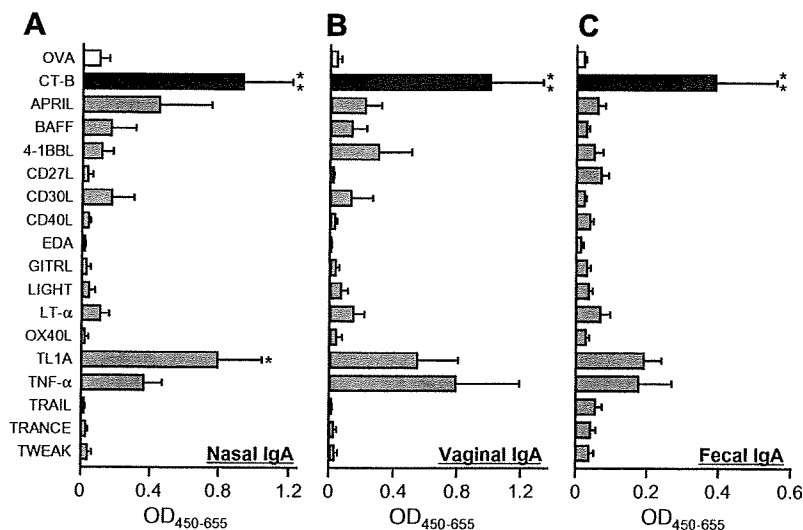 A
B
C
OVA
CT-B
APRIL
BAFF
4-1BBL
CD27L
CD30L
CD40L
EDA
GITRL
LIGHT
LT-α
OX40L
TL1A
TNF-α
TRAIL
TRANCE
TWEAK
* *
* *
* *
*
Nasal IgA
Vaginal IgA
Fecal IgA
0 0.4 0.8 1.2
0 0.4 0.8 1.2
0 0.2 0.4 0.6
OD450-655
OD450-655
OD450-655